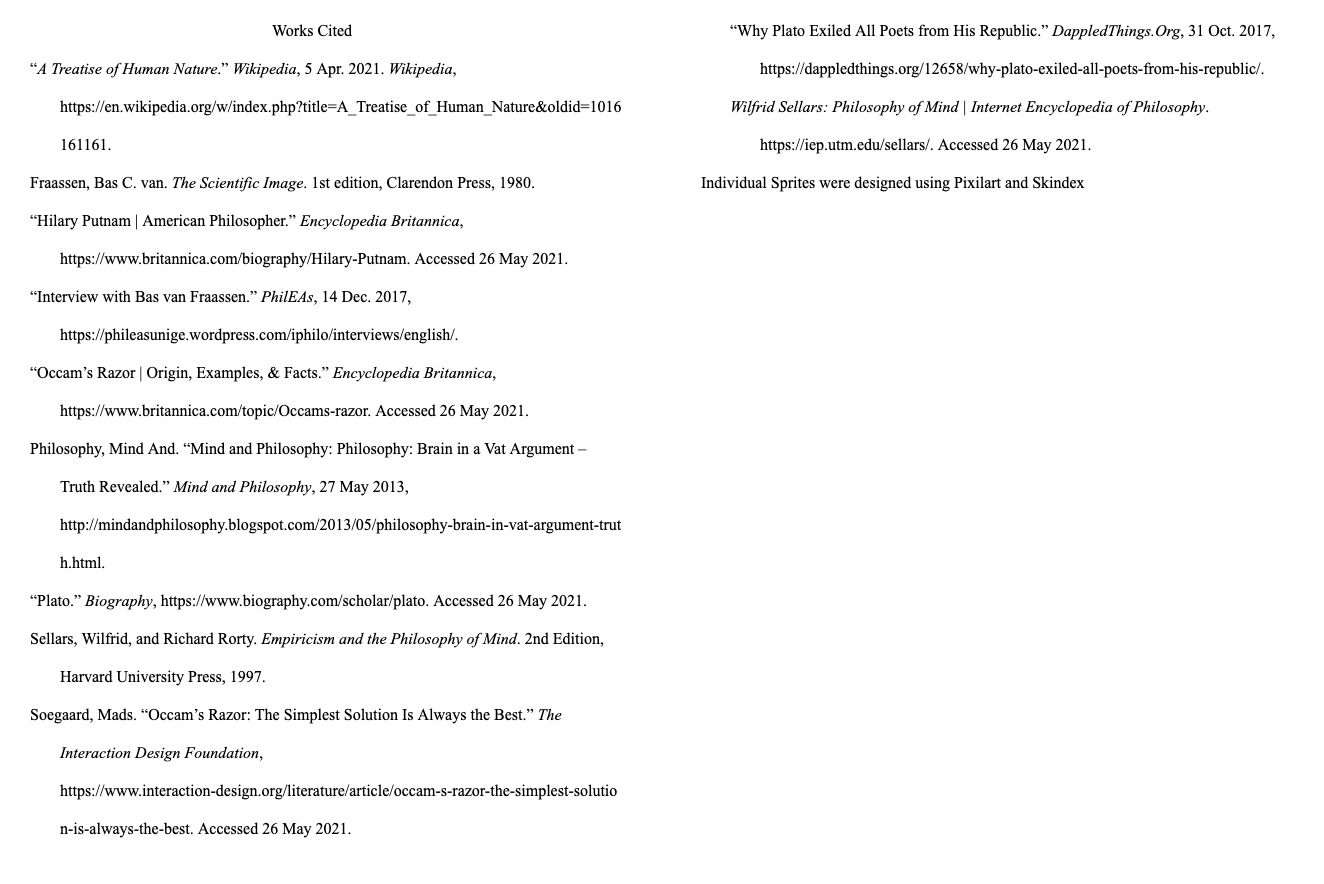 Works Cited
“A Treatise of Human Nature.” Wikipedia, 5 Apr. 2021. Wikipedia,
https://en.wikipedia.org/w/index.php?title=A_Treatise_of_Human_Nature&oldid=1016
161161.
Fraassen, Bas C. van. The Scientific Image. 1st edition, Clarendon Press, 1980.
“Hilary Putnam | American Philosopher.” Encyclopedia Britannica,
https://www.britannica.com/biography/Hilary-Putnam. Accessed 26 May 2021.
“Interview with Bas van Fraassen.” PhilEAs, 14 Dec. 2017,
https://phileasunige.wordpress.com/iphilo/interviews/english/.
“Occam’s Razor | Origin, Examples, & Facts.” Encyclopedia Britannica,
https://www.britannica.com/topic/Occams-razor. Accessed 26 May 2021.
Philosophy, Mind And. “Mind and Philosophy: Philosophy: Brain in a Vat Argument –
Truth Revealed.” Mind and Philosophy, 27 May 2013,
http://mindandphilosophy.blogspot.com/2013/05/philosophy-brain-in-vat-argument-trut
h.html.
“Plato.” Biography, https://www.biography.com/scholar/plato. Accessed 26 May 2021.
Sellars, Wilfrid, and Richard Rorty. Empiricism and the Philosophy of Mind. 2nd Edition,
Harvard University Press, 1997.
Soegaard, Mads. “Occam’s Razor: The Simplest Solution Is Always the Best.” The
Interaction Design Foundation,
https://www.interaction-design.org/literature/article/occam-s-razor-the-simplest-solutio
n-is-always-the-best. Accessed 26 May 2021.
“Why Plato Exiled All Poets from His Republic.” DappledThings.Org, 31 Oct. 2017,
https://dappledthings.org/12658/why-plato-exiled-all-poets-from-his-republic/.
Wilfrid Sellars: Philosophy of Mind | Internet Encyclopedia of Philosophy.
https://iep.utm.edu/sellars/. Accessed 26 May 2021.
Individual Sprites were designed using Pixilart and Skindex